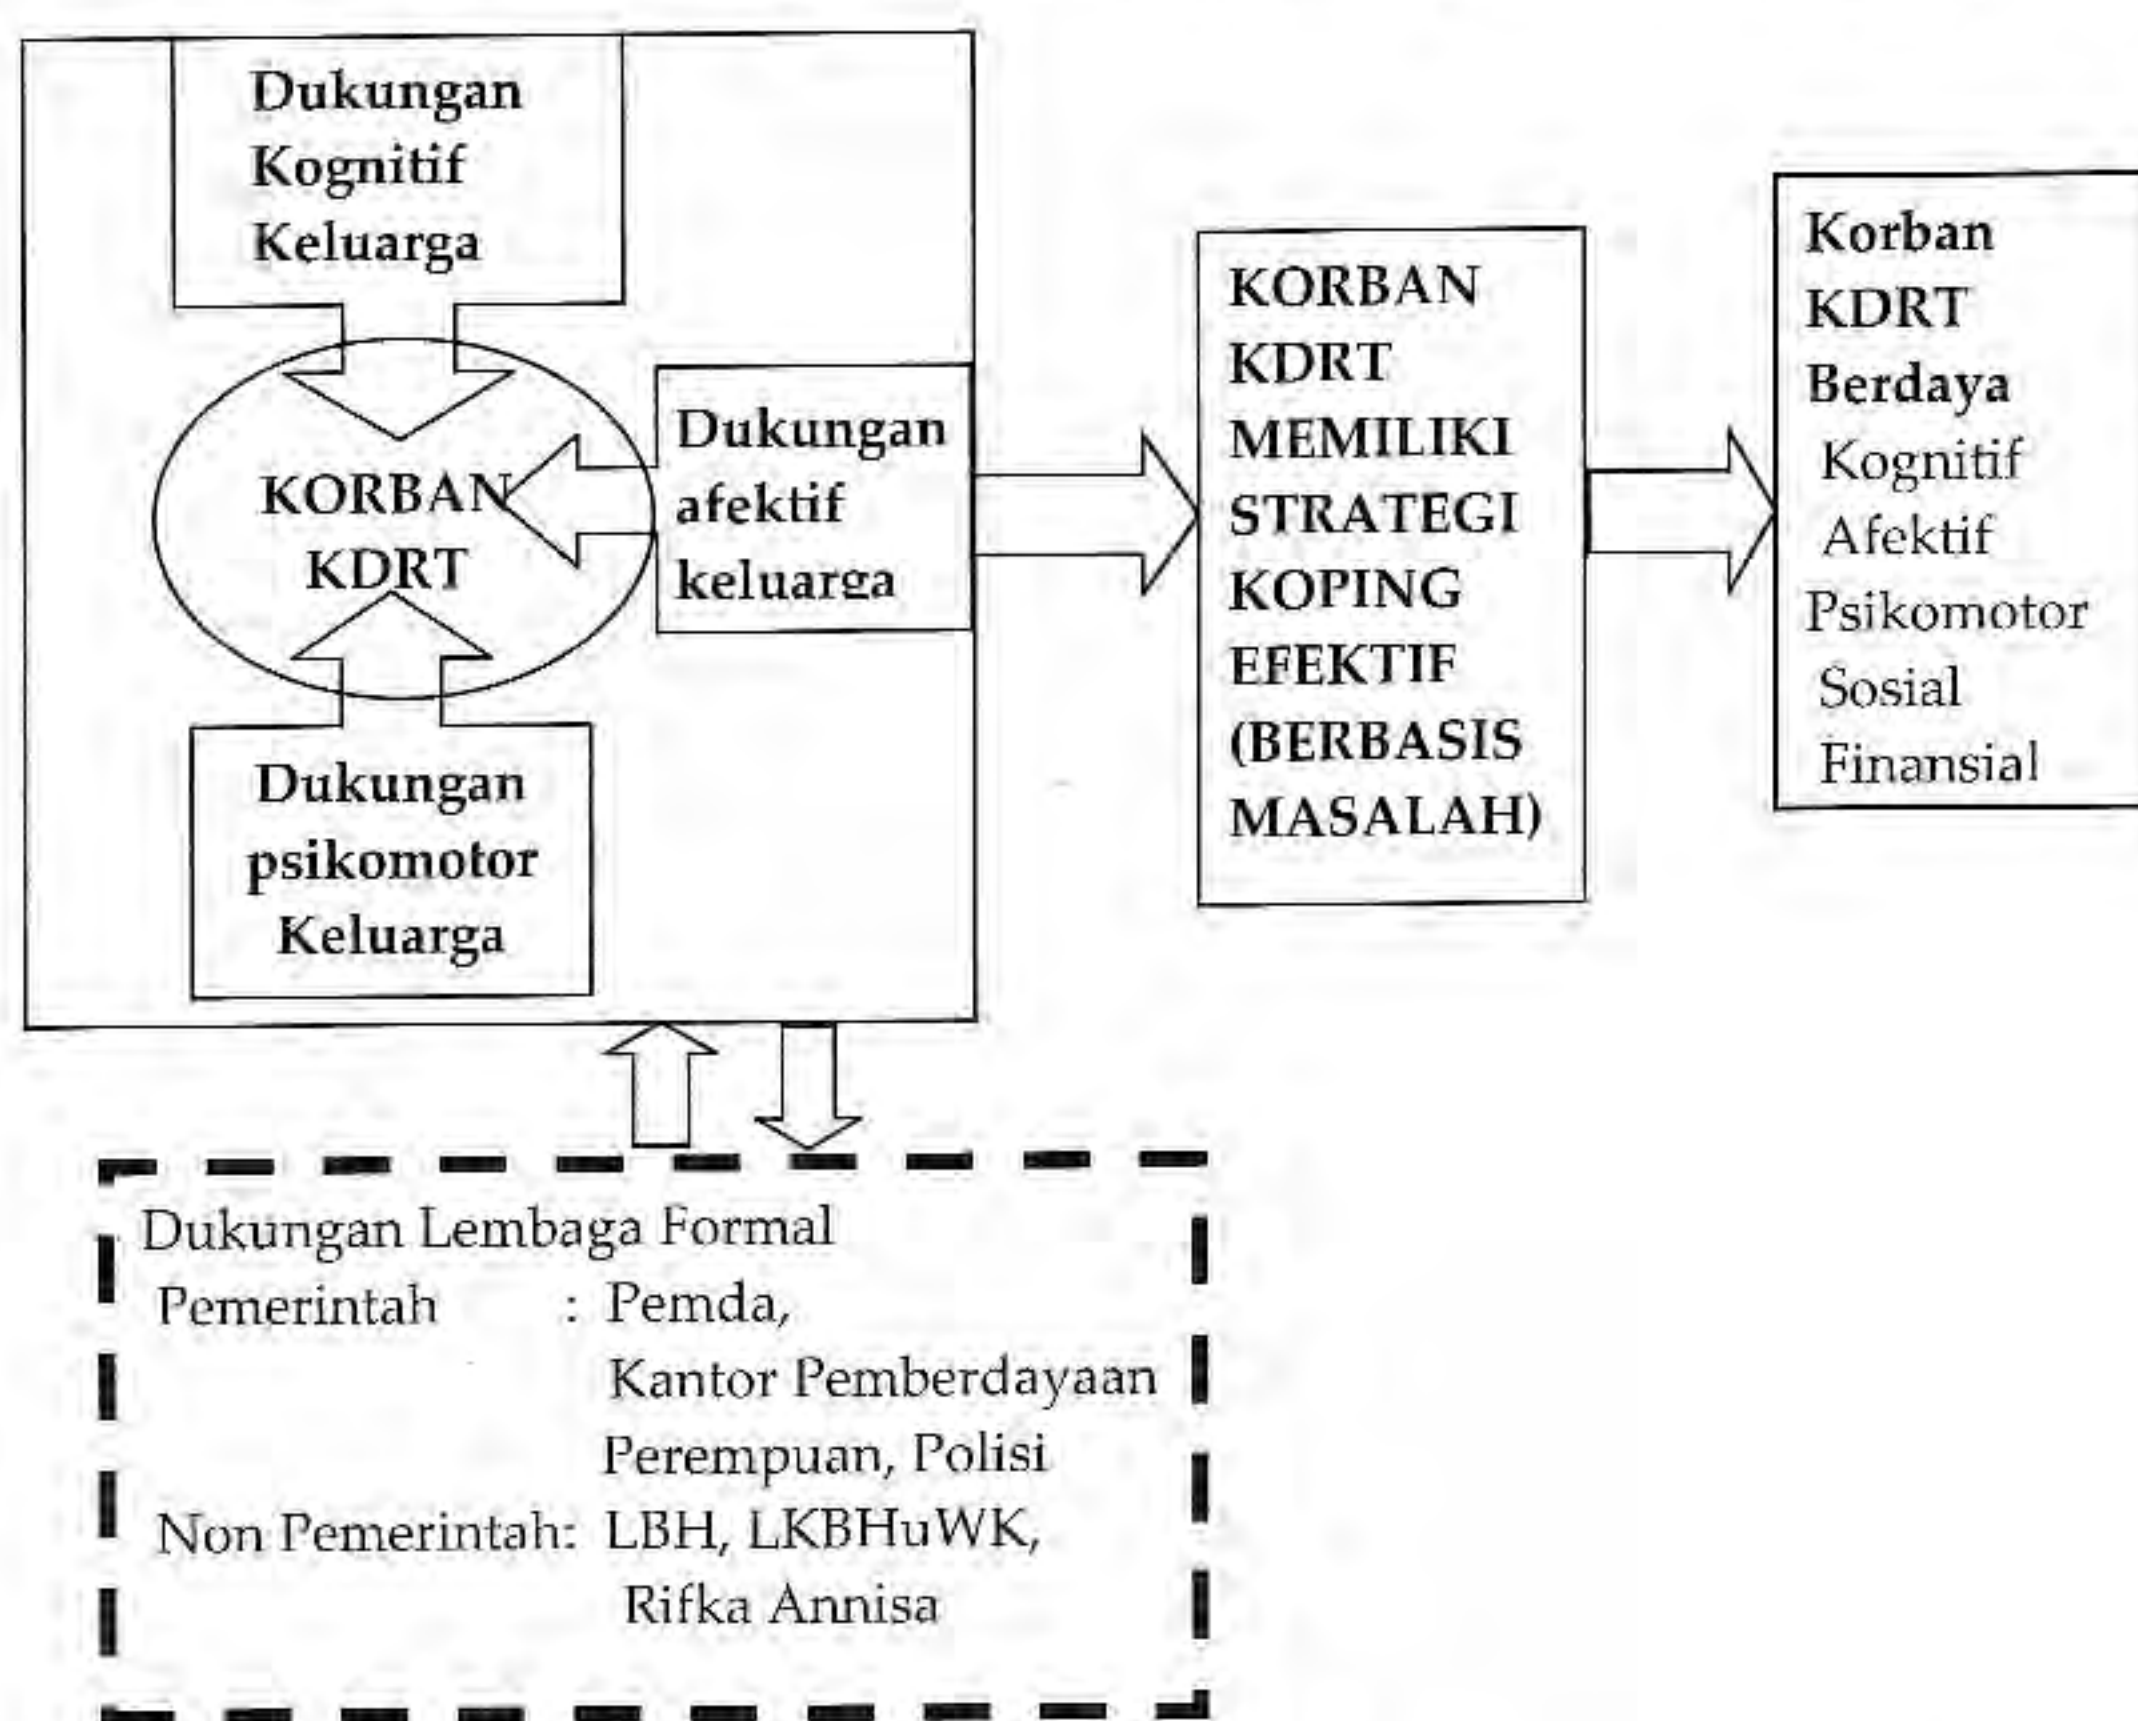 Dukungan
Kognitif
Keluarga
KORBAN
KDRT
Dukungan
afektif
keluarga
Dukungan
psikomotor
Keluarga
KORBAN
KDRT
MEMILIKI
STRATEGI
KOPING
EFEKTIF
(BERBASIS
MASALAH)
Korban
KDRT
Berdaya
Kognitif
Afektif
Psikomotor
Sosial
Finansial
Dukungan Lembaga Formal
Pemerintah : Pemda,
Kantor Pemberdayaan
Perempuan, Polisi
Non Pemerintah: LBH, LKBHuWK,
Rifka Annisa